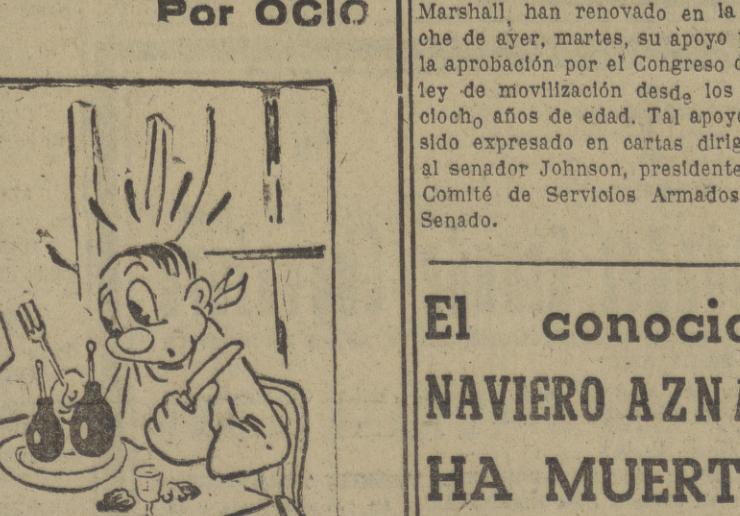 Por OCIO
Marshall, han renovado en la
che de ayer, martes, su apoyo
la aprobación por el Congreso
ley de movilización desde los
ciocho años de edad. Tal apoyo
sido expresado en cartas dirig
al senador Johnson, presidente
Comité de Servicios Armados
Senado.
El conocid
NAVIERO AZNA
HA MUERT